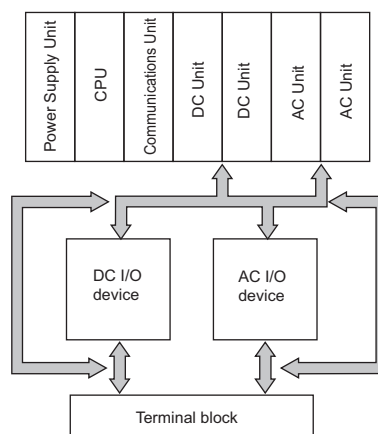 Power Supply Unit
CPU
Communications Unit
DC Unit
DC Unit
AC Unit
AC Unit
DC I/O
device
AC I/O
device
Terminal block